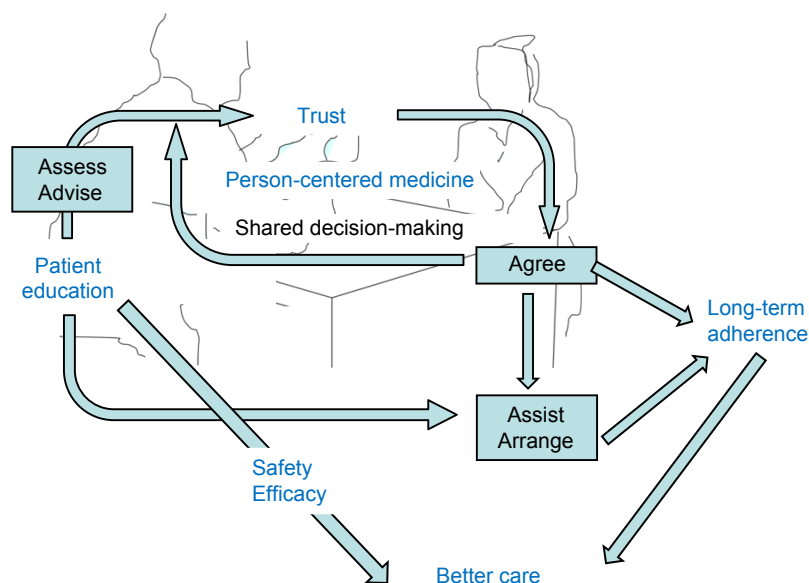 Trust
Assess
Advise
Person-centered medicine
Shared decision-making
Patient
education
Agree
Long-term
adherence
Assist
Arrange
Safety
Efficacy
Better care